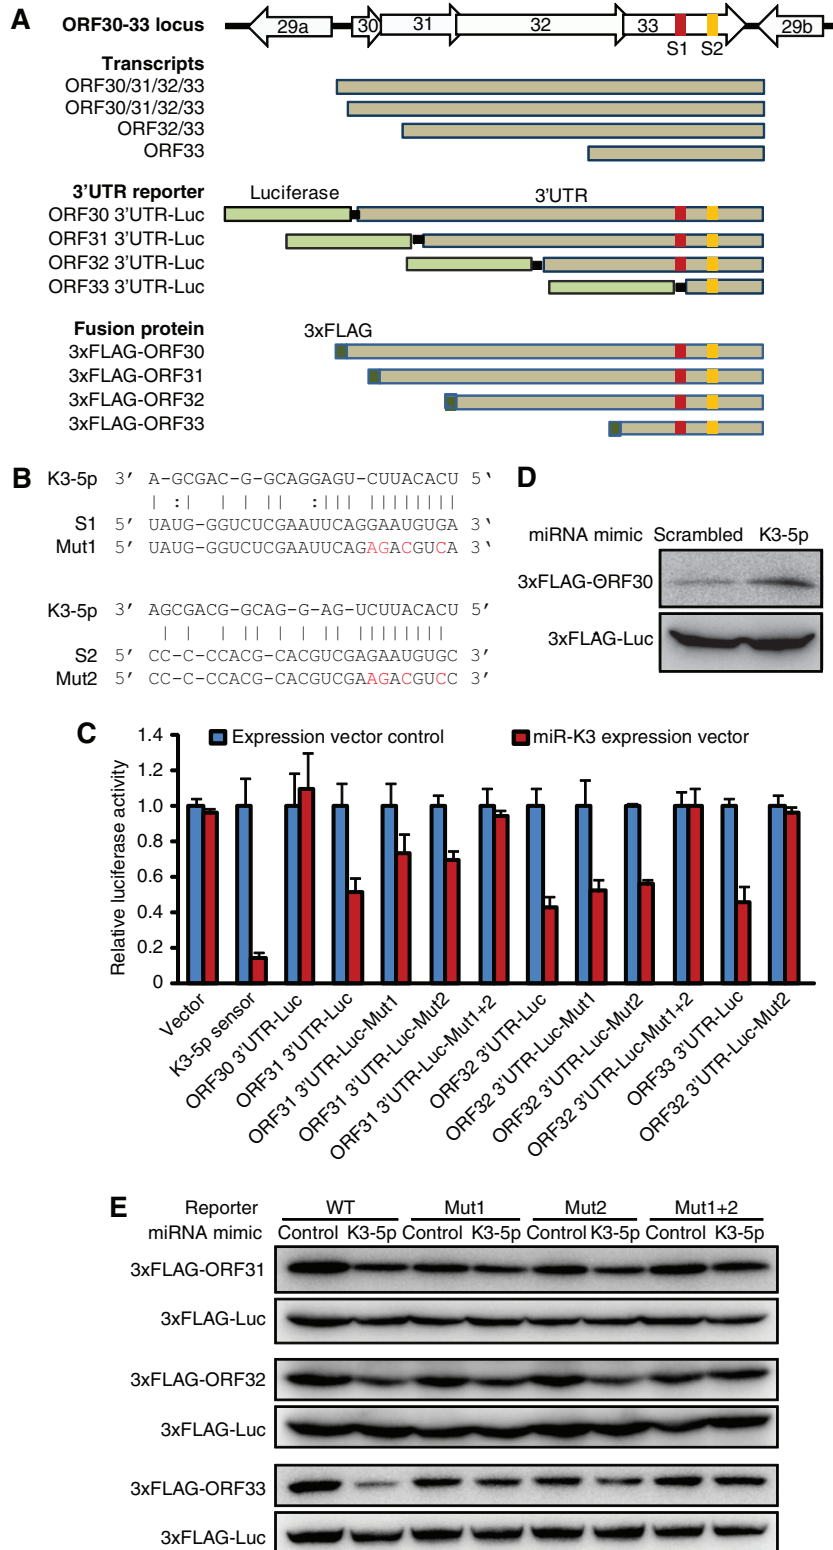 A
ORF30-33 locus
29a 30 31 32 33 29b
S1 S2
Transcripts
ORF30/31/32/33
ORF30/31/32/33
ORF32/33
ORF33
3'UTR reporter
Luciferase 3'UTR
ORF30 3'UTR-Luc
ORF31 3'UTR-Luc
ORF32 3'UTR-Luc
ORF33 3'UTR-Luc
Fusion protein
3xFLAG
3xFLAG-ORF30
3xFLAG-ORF31
3xFLAG-ORF32
3xFLAG-ORF33
B
K3-5p 3′ A-GCGAC-G-GCAGGAGU-CUUACACU 5‵
S1 5′ UAUG-GGUCUCGAAUUCAGGAAUGUGA 3‵
Mut1 5′ UAUG-GGUCUCGAAUUCAGAGACGUCA 3‵
K3-5p 3′ AGCGACG-GCAG-G-AG-UCUUACACU 5′
S2 5′ CC-C-CCACG-CACGUCGAGAAUGUGC 3′
Mut2 5′ CC-C-CCACG-CACGUCGAAGACGUCC 3′
D
miRNA mimic Scrambled K3-5p
3xFLAG-ORF30
3xFLAG-Luc
C
Expression vector control miR-K3 expression vector
Relative luciferase activity
1.4
1.2
1.0
0.8
0.6
0.4
0.2
0
Vector
K3-5p sensor
ORF30 3'UTR-Luc
ORF31 3'UTR-Luc
ORF31 3'UTR-Luc-Mut1
ORF31 3'UTR-Luc-Mut2
ORF31 3'UTR-Luc-Mut1+2
ORF32 3'UTR-Luc
ORF32 3'UTR-Luc-Mut1
ORF32 3'UTR-Luc-Mut2
ORF32 3'UTR-Luc-Mut1+2
ORF33 3'UTR-Luc
ORF32 3'UTR-Luc-Mut2
E
Reporter WT Mut1 Mut2 Mut1+2
miRNA mimic Control K3-5p Control K3-5p Control K3-5p Control K3-5p
3xFLAG-ORF31
3xFLAG-Luc
3xFLAG-ORF32
3xFLAG-Luc
3xFLAG-ORF33
3xFLAG-Luc